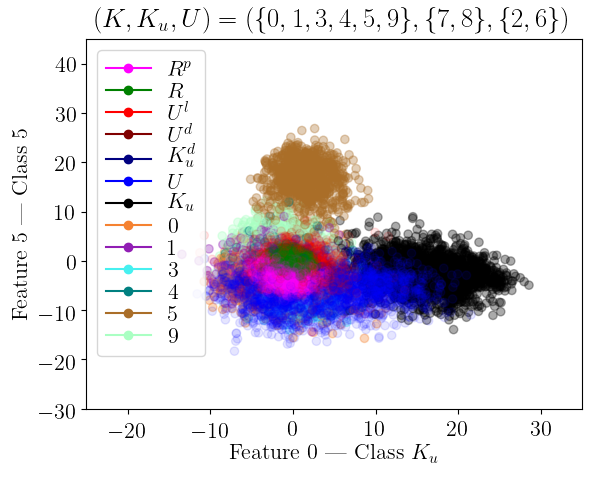 (K, K_u, U) = ({0, 1, 3, 4, 5, 9}, {7, 8}, {2, 6})
Feature 5 — Class 5
40
30
20
10
0
−10
−20
−30
R^p
R
U^l
U^d
K_u^d
U
K_u
0
1
3
4
5
9
−20 −10 0 10 20 30
Feature 0 — Class K_u